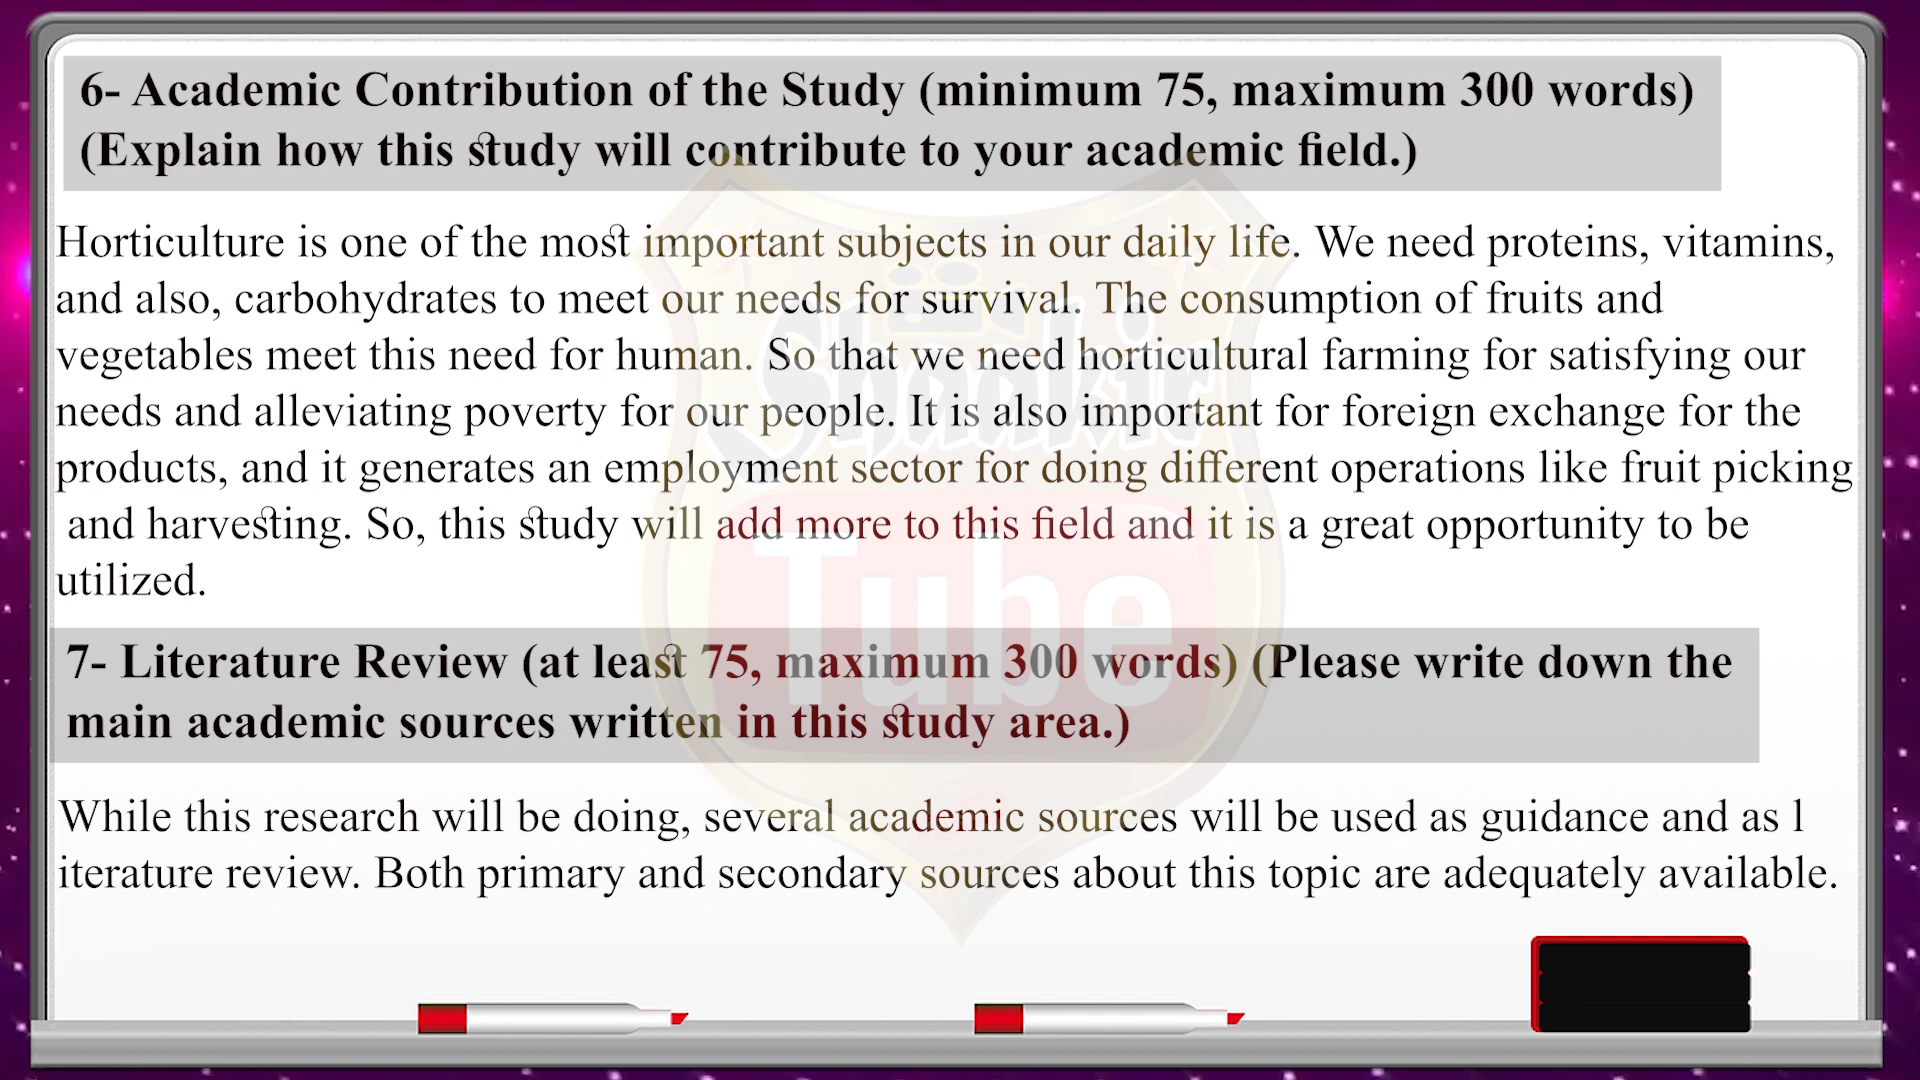 6- Academic Contribution of the Study (minimum 75, maximum 300 words)
(Explain how this study will contribute to your academic field.)
Horticulture is one of the most important subjects in our daily life. We need proteins, vitamins,
and also, carbohydrates to meet our needs for survival. The consumption of fruits and
vegetables meet this need for human. So that we need horticultural farming for satisfying our
needs and alleviating poverty for our people. It is also important for foreign exchange for the
products, and it generates an employment sector for doing different operations like fruit picking
and harvesting. So, this study will add more to this field and it is a great opportunity to be
utilized.
7- Literature Review (at least 75, maximum 300 words) (Please write down the
main academic sources written in this study area.)
While this research will be doing, several academic sources will be used as guidance and as l
iterature review. Both primary and secondary sources about this topic are adequately available.
Shaakir
Tube